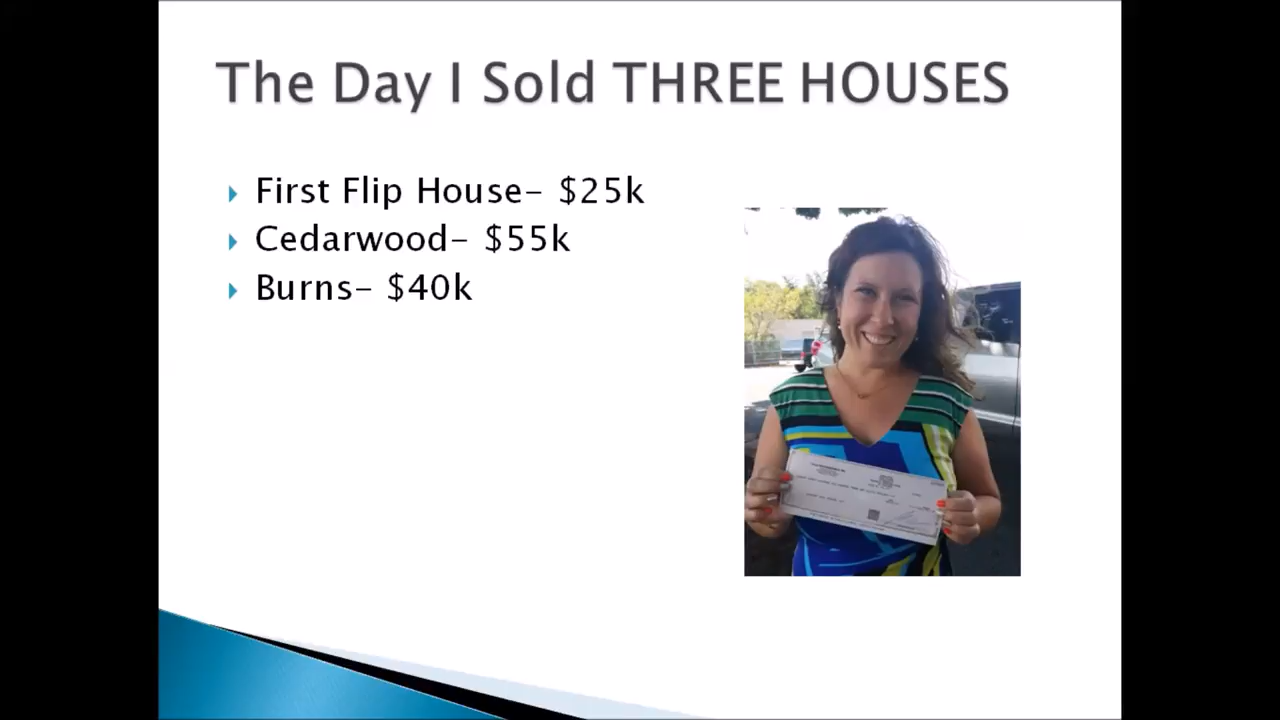 The Day I Sold THREE HOUSES
First Flip House- $25k
Cedarwood- $55k
Burns- $40k